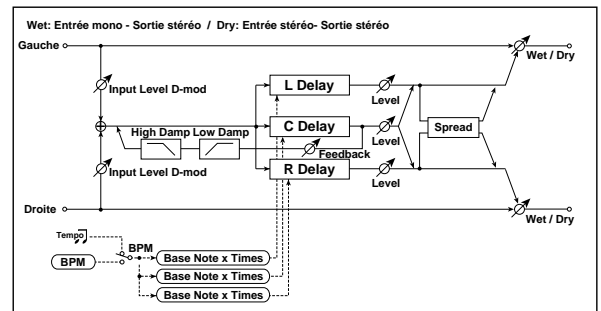 Wet: Entrée mono - Sortie stéréo / Dry: Entrée stéréo- Sortie stéréo
Gauche
Wet / Dry
Input Level D-mod
L Delay
Level
High Damp Low Damp
C Delay
Level
Spread
Feedback
Input Level D-mod
R Delay
Level
Droite
Wet / Dry
Tempo
BPM
BPM
Base Note x Times
Base Note x Times
Base Note x Times